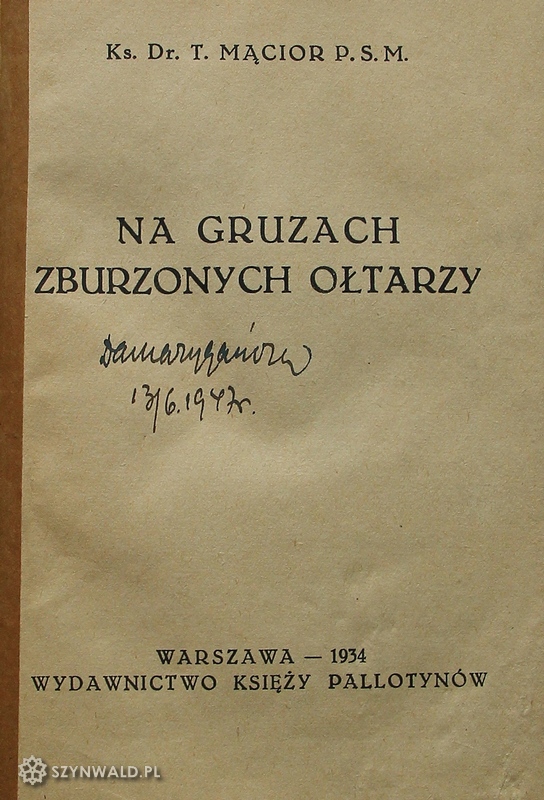 Ks. Dr. T. MĄCIOR P. S. M.
NA GRUZACH
ZBURZONYCH OŁTARZY
13/6.1947r.
WARSZAWA — 1934
WYDAWNICTWO KSIĘŻY PALLOTYNÓW
SZYNWALD.PL